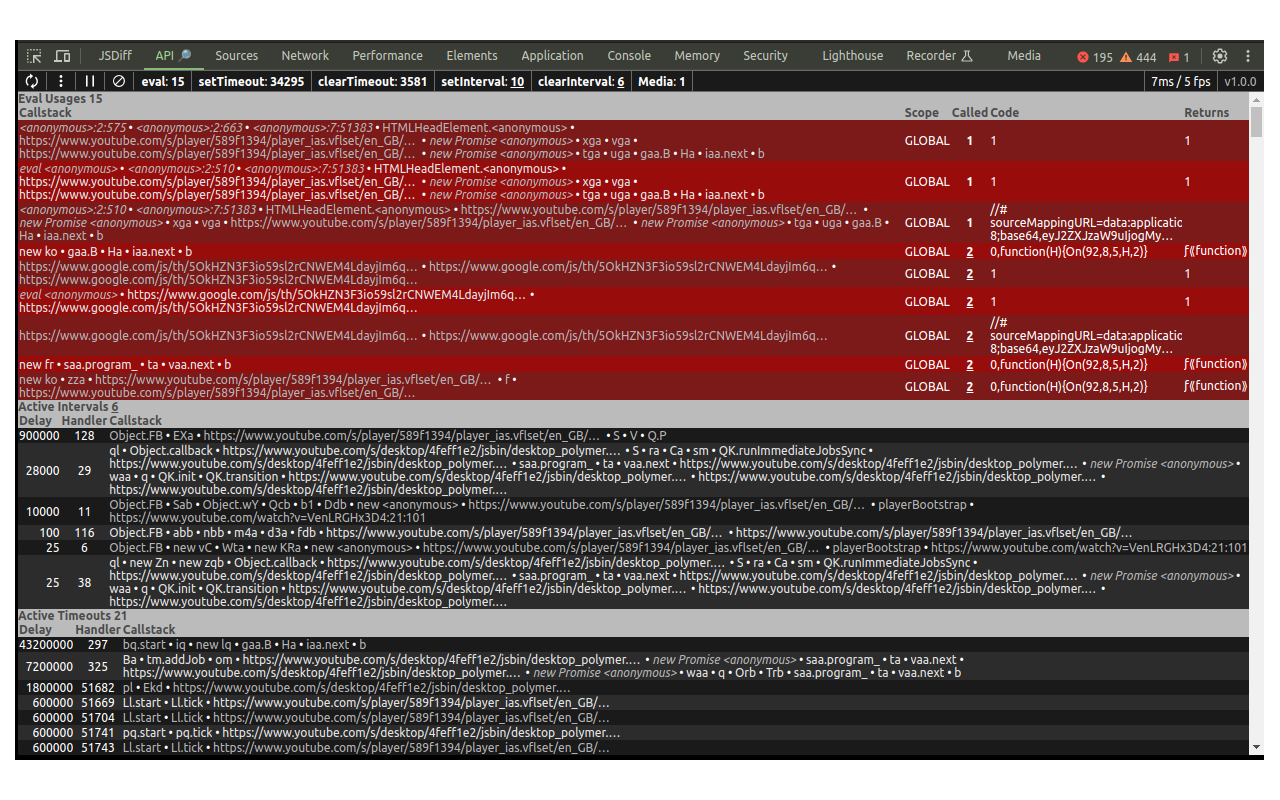 JSDiff API 🔎 Sources Network Performance Elements Application Console Memory Security Lighthouse Recorder Media 195 444 1
eval: 15 setTimeout: 34295 clearTimeout: 3581 setInterval: 10 clearInterval: 6 Media: 1 7ms / 5 fps v1.0.0
Eval Usages 15
Callstack Scope Called Code Returns
<anonymous>:2:575 • <anonymous>:2:663 • <anonymous>:7:51383 • HTMLHeadElement.<anonymous> •
https://www.youtube.com/s/player/589f1394/player_ias.vflset/en_GB/… • new Promise <anonymous> • xga • vga • GLOBAL 1 1 1
https://www.youtube.com/s/player/589f1394/player_ias.vflset/en_GB/… • new Promise <anonymous> • tga • uga • gaa.B • Ha • iaa.next • b
eval <anonymous> • <anonymous>:2:510 • <anonymous>:7:51383 • HTMLHeadElement.<anonymous> •
https://www.youtube.com/s/player/589f1394/player_ias.vflset/en_GB/… • new Promise <anonymous> • xga • vga • GLOBAL 1 1 1
https://www.youtube.com/s/player/589f1394/player_ias.vflset/en_GB/… • new Promise <anonymous> • tga • uga • gaa.B • Ha • iaa.next • b
<anonymous>:2:510 • <anonymous>:7:51383 • HTMLHeadElement.<anonymous> • https://www.youtube.com/s/player/589f1394/player_ias.vflset/en_GB/… • //#
new Promise <anonymous> • xga • vga • https://www.youtube.com/s/player/589f1394/player_ias.vflset/en_GB/… • new Promise <anonymous> • tga • uga • gaa.B • GLOBAL 1 sourceMappingURL=data:applicatio
Ha • iaa.next • b 8;base64,eyJ2ZXJzaW9uIjogMy…
new ko • gaa.B • Ha • iaa.next • b GLOBAL 2 0,function(H){On(92,8,5,H,2)} ƒ⟪function⟫
https://www.google.com/js/th/5OkHZN3F3io59sl2rCNWEM4LdayjIm6q… • https://www.google.com/js/th/5OkHZN3F3io59sl2rCNWEM4LdayjIm6q… •
https://www.google.com/js/th/5OkHZN3F3io59sl2rCNWEM4LdayjIm6q… GLOBAL 2 1 1
eval <anonymous> • https://www.google.com/js/th/5OkHZN3F3io59sl2rCNWEM4LdayjIm6q… •
https://www.google.com/js/th/5OkHZN3F3io59sl2rCNWEM4LdayjIm6q… GLOBAL 2 1 1
//#
https://www.google.com/js/th/5OkHZN3F3io59sl2rCNWEM4LdayjIm6q… • https://www.google.com/js/th/5OkHZN3F3io59sl2rCNWEM4LdayjIm6q… GLOBAL 2 sourceMappingURL=data:applicatio
8;base64,eyJ2ZXJzaW9uIjogMy…
new fr • saa.program_ • ta • vaa.next • b GLOBAL 2 0,function(H){On(92,8,5,H,2)} ƒ⟪function⟫
new ko • zza • https://www.youtube.com/s/player/589f1394/player_ias.vflset/en_GB/… • f •
https://www.youtube.com/s/player/589f1394/player_ias.vflset/en_GB/… GLOBAL 2 0,function(H){On(92,8,5,H,2)} ƒ⟪function⟫
Active Intervals 6
Delay Handler Callstack
900000 128 Object.FB • EXa • https://www.youtube.com/s/player/589f1394/player_ias.vflset/en_GB/… • S • V • Q.P
ql • Object.callback • https://www.youtube.com/s/desktop/4feff1e2/jsbin/desktop_polymer.… • S • ra • Ca • sm • QK.runImmediateJobsSync •
28000 29 https://www.youtube.com/s/desktop/4feff1e2/jsbin/desktop_polymer.… • saa.program_ • ta • vaa.next • https://www.youtube.com/s/desktop/4feff1e2/jsbin/desktop_polymer.… • new Promise <anonymous> •
waa • q • QK.init • QK.transition • https://www.youtube.com/s/desktop/4feff1e2/jsbin/desktop_polymer.… • https://www.youtube.com/s/desktop/4feff1e2/jsbin/desktop_polymer.… •
https://www.youtube.com/s/desktop/4feff1e2/jsbin/desktop_polymer.…
10000 11 Object.FB • Sab • Object.wY • Qcb • b1 • Ddb • new <anonymous> • https://www.youtube.com/s/player/589f1394/player_ias.vflset/en_GB/… • playerBootstrap •
https://www.youtube.com/watch?v=VenLRGHx3D4:21:101
100 116 Object.FB • abb • nbb • m4a • d3a • fdb • https://www.youtube.com/s/player/589f1394/player_ias.vflset/en_GB/… • https://www.youtube.com/s/player/589f1394/player_ias.vflset/en_GB/…
25 6 Object.FB • new vC • Wta • new KRa • new <anonymous> • https://www.youtube.com/s/player/589f1394/player_ias.vflset/en_GB/… • playerBootstrap • https://www.youtube.com/watch?v=VenLRGHx3D4:21:101
ql • new Zn • new zqb • Object.callback • https://www.youtube.com/s/desktop/4feff1e2/jsbin/desktop_polymer.… • S • ra • Ca • sm • QK.runImmediateJobsSync •
25 38 https://www.youtube.com/s/desktop/4feff1e2/jsbin/desktop_polymer.… • saa.program_ • ta • vaa.next • https://www.youtube.com/s/desktop/4feff1e2/jsbin/desktop_polymer.… • new Promise <anonymous> •
waa • q • QK.init • QK.transition • https://www.youtube.com/s/desktop/4feff1e2/jsbin/desktop_polymer.… • https://www.youtube.com/s/desktop/4feff1e2/jsbin/desktop_polymer.… •
https://www.youtube.com/s/desktop/4feff1e2/jsbin/desktop_polymer.…
Active Timeouts 21
Delay Handler Callstack
43200000 297 bq.start • iq • new lq • gaa.B • Ha • iaa.next • b
7200000 325 Ba • tm.addJob • om • https://www.youtube.com/s/desktop/4feff1e2/jsbin/desktop_polymer.… • new Promise <anonymous> • saa.program_ • ta • vaa.next •
https://www.youtube.com/s/desktop/4feff1e2/jsbin/desktop_polymer.… • new Promise <anonymous> • waa • q • Orb • Trb • saa.program_ • ta • vaa.next • b
1800000 51682 pl • Ekd • https://www.youtube.com/s/desktop/4feff1e2/jsbin/desktop_polymer.…
600000 51669 Ll.start • Ll.tick • https://www.youtube.com/s/player/589f1394/player_ias.vflset/en_GB/…
600000 51704 Ll.start • Ll.tick • https://www.youtube.com/s/player/589f1394/player_ias.vflset/en_GB/…
600000 51741 pq.start • pq.tick • https://www.youtube.com/s/desktop/4feff1e2/jsbin/desktop_polymer.…
600000 51743 Ll.start • Ll.tick • https://www.youtube.com/s/player/589f1394/player_ias.vflset/en_GB/…